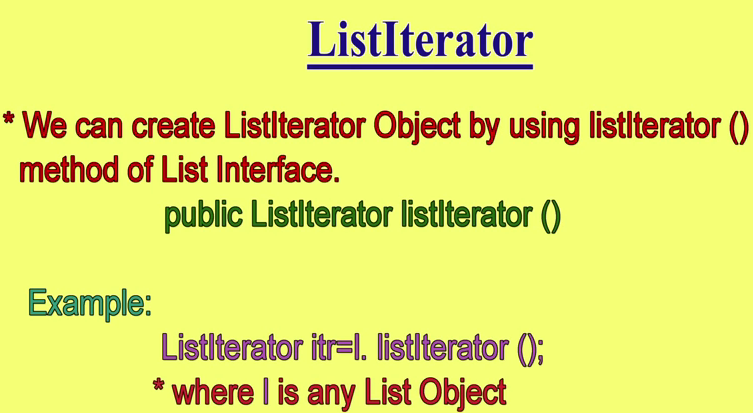 ListIterator
* We can create ListIterator Object by using listIterator ()
method of List Interface.
public ListIterator listIterator ()
Example:
ListIterator itr=l. listIterator ();
* where l is any List Object